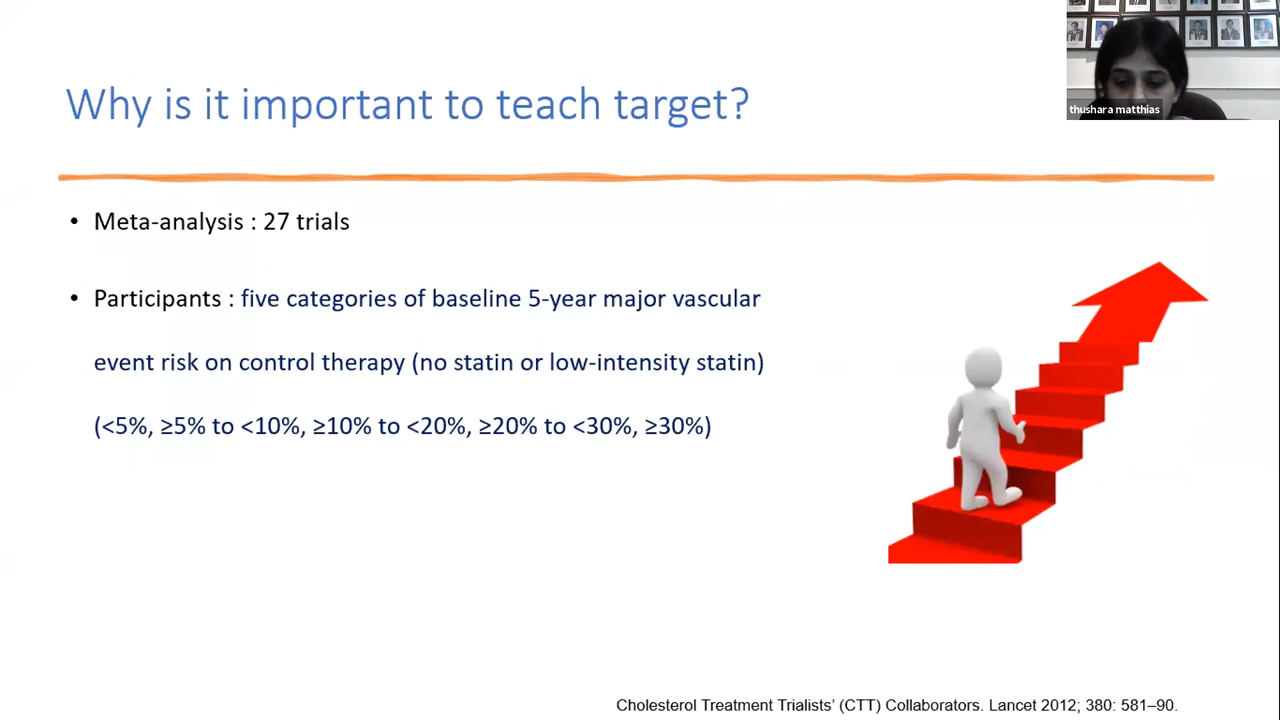 thushara matthias
Why is it important to teach target?
• Meta-analysis : 27 trials
• Participants : five categories of baseline 5-year major vascular
event risk on control therapy (no statin or low-intensity statin)
(<5%, ≥5% to <10%, ≥10% to <20%, ≥20% to <30%, ≥30%)
Cholesterol Treatment Trialists’ (CTT) Collaborators. Lancet 2012; 380: 581–90.